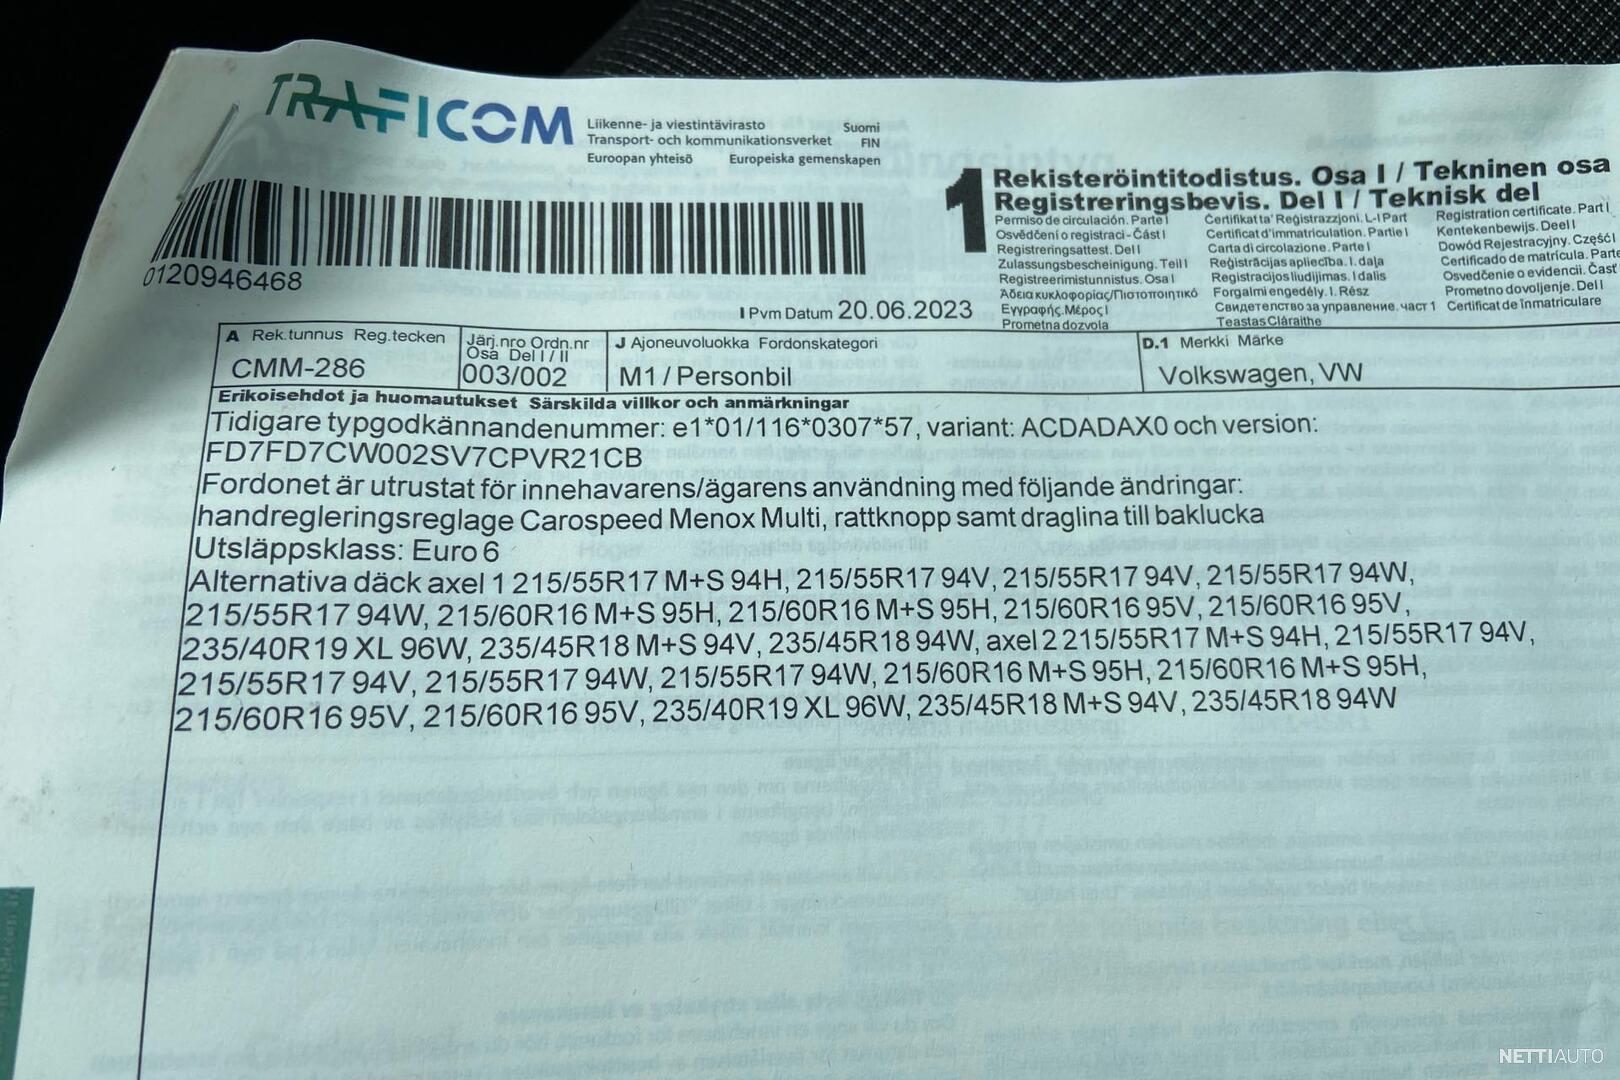 TRAFICOM
Liikenne- ja viestintävirasto Suomi
Transport- och kommunikationsverket FIN
Euroopan yhteisö Europeiska gemenskapen
0120946468
1 Rekisteröintitodistus. Osa I / Tekninen osa
Registreringsbevis. Del I / Teknisk del
Permiso de circulación. Parte I Ċertifikat ta' Reġistrazzjoni. L-I Part Registration certificate. Part I
Osvědčení o registraci - Část I Certificat d'immatriculation. Partie I Kentekenbewijs. Deel I
Registreringsattest. Del I Carta di circolazione. Parte I Dowód Rejestracyjny. Część I
Zulassungsbescheinigung. Teil I Reģistrācijas apliecība. I. daļa Certificado de matrícula. Parte
Registreerimistunnistus. Osa I Registracijos liudijimas. I dalis Osvedčenie o evidencii. Časť
Άδεια κυκλοφορίας/Πιστοποιητικό Forgalmi engedély. I. Rész Prometno dovoljenje. Del I
Εγγραφής. Μέρος I Свидетелство за управление. част 1 Certificat de înmatriculare
Prometna dozvola Teastas Cláraithe
I Pvm Datum 20.06.2023
A Rek.tunnus Reg.tecken Järj.nro Ordn.nr J Ajoneuvoluokka Fordonskategori D.1 Merkki Märke
Osa Del I / II
CMM-286 003/002 M1 / Personbil Volkswagen, VW
Erikoisehdot ja huomautukset Särskilda villkor och anmärkningar
Tidigare typgodkännandenummer: e1*01/116*0307*57, variant: ACDADAX0 och version:
FD7FD7CW002SV7CPVR21CB
Fordonet är utrustat för innehavarens/ägarens användning med följande ändringar:
handregleringsreglage Carospeed Menox Multi, rattknopp samt draglina till baklucka
Utsläppsklass: Euro 6
Alternativa däck axel 1 215/55R17 M+S 94H, 215/55R17 94V, 215/55R17 94V, 215/55R17 94W,
215/55R17 94W, 215/60R16 M+S 95H, 215/60R16 M+S 95H, 215/60R16 95V, 215/60R16 95V,
235/40R19 XL 96W, 235/45R18 M+S 94V, 235/45R18 94W, axel 2 215/55R17 M+S 94H, 215/55R17 94V,
215/55R17 94V, 215/55R17 94W, 215/55R17 94W, 215/60R16 M+S 95H, 215/60R16 M+S 95H,
215/60R16 95V, 215/60R16 95V, 235/40R19 XL 96W, 235/45R18 M+S 94V, 235/45R18 94W
NETTIAUTO